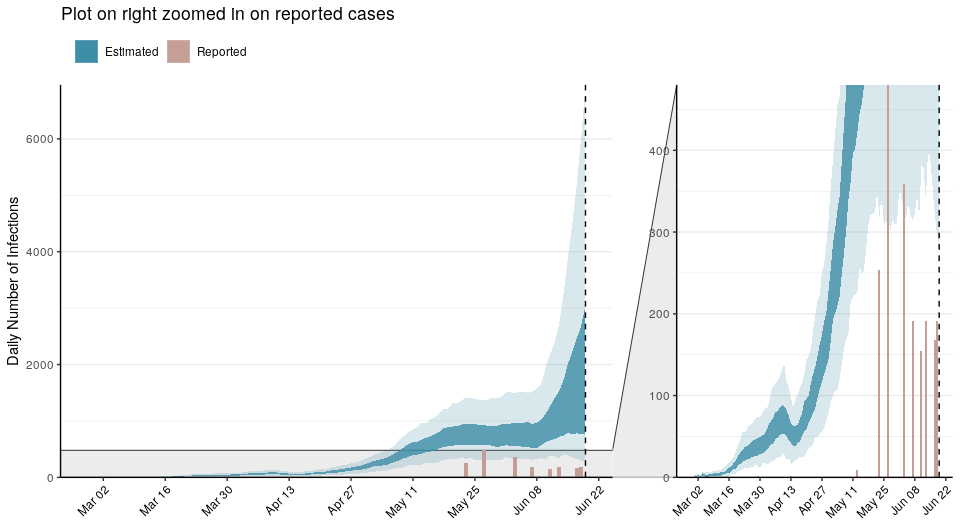 Plot on right zoomed in on reported cases
Estimated Reported
Daily Number of Infections
6000
4000
2000
0
Mar 02 Mar 16 Mar 30 Apr 13 Apr 27 May 11 May 25 Jun 08 Jun 22
400
300
200
100
0
Mar 02 Mar 16 Mar 30 Apr 13 Apr 27 May 11 May 25 Jun 08 Jun 22